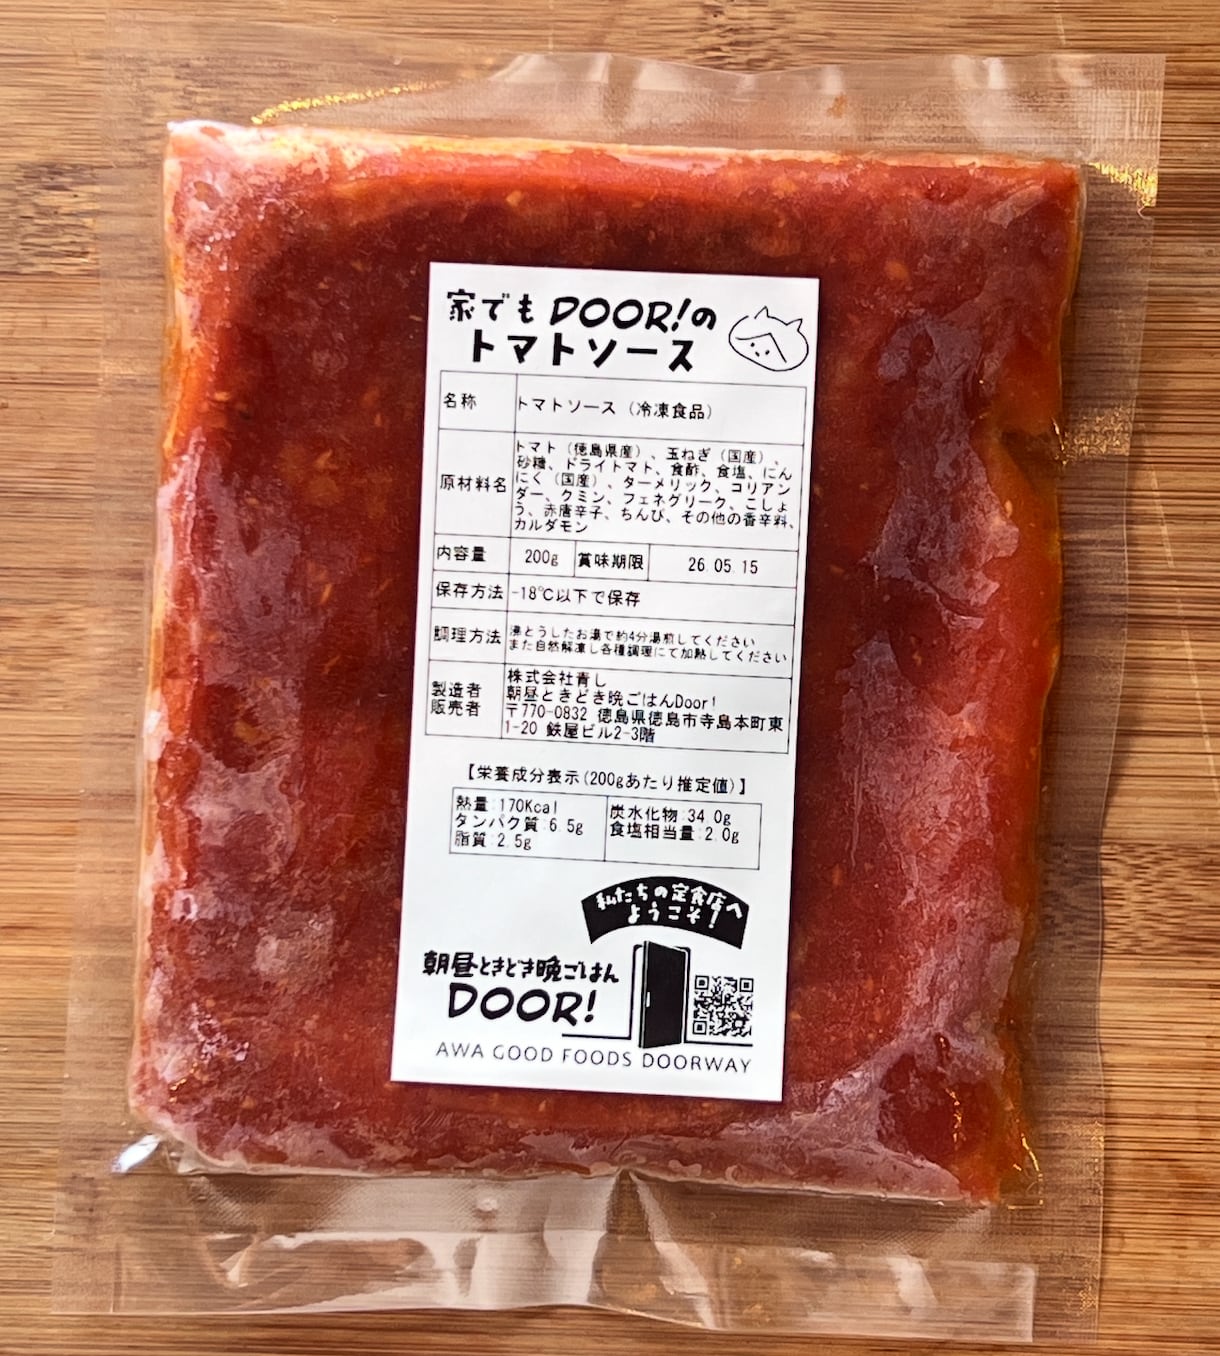 家でもDOOR!の
トマトソース
名称 トマトソース（冷凍食品）
原材料名 トマト（徳島県産）、玉ねぎ（国産）、
砂糖、ドライトマト、食酢、食塩、にん
にく（国産）、ターメリック、コリアン
ダー、クミン、フェネグリーク、こしょ
う、赤唐辛子、ちんぴ、その他の香辛料、
カルダモン
内容量 200g 賞味期限 26.05.15
保存方法 -18℃以下で保存
調理方法 沸とうしたお湯で約4分湯煎してください
また自然解凍し各種調理にて加熱してください
製造者
販売者
株式会社青し
朝昼ときどき晩ごはんDoor!
〒770-0832 徳島県徳島市寺島本町東
1-20 鉄屋ビル2-3階
【栄養成分表示(200gあたり推定値)】
熱量:170Kcal 炭水化物:34.0g
タンパク質:6.5g 食塩相当量:2.0g
脂質:2.5g
私たちの定食店へ
ようこそ!
朝昼ときどき晩ごはん
DOOR!
AWA GOOD FOODS DOORWAY